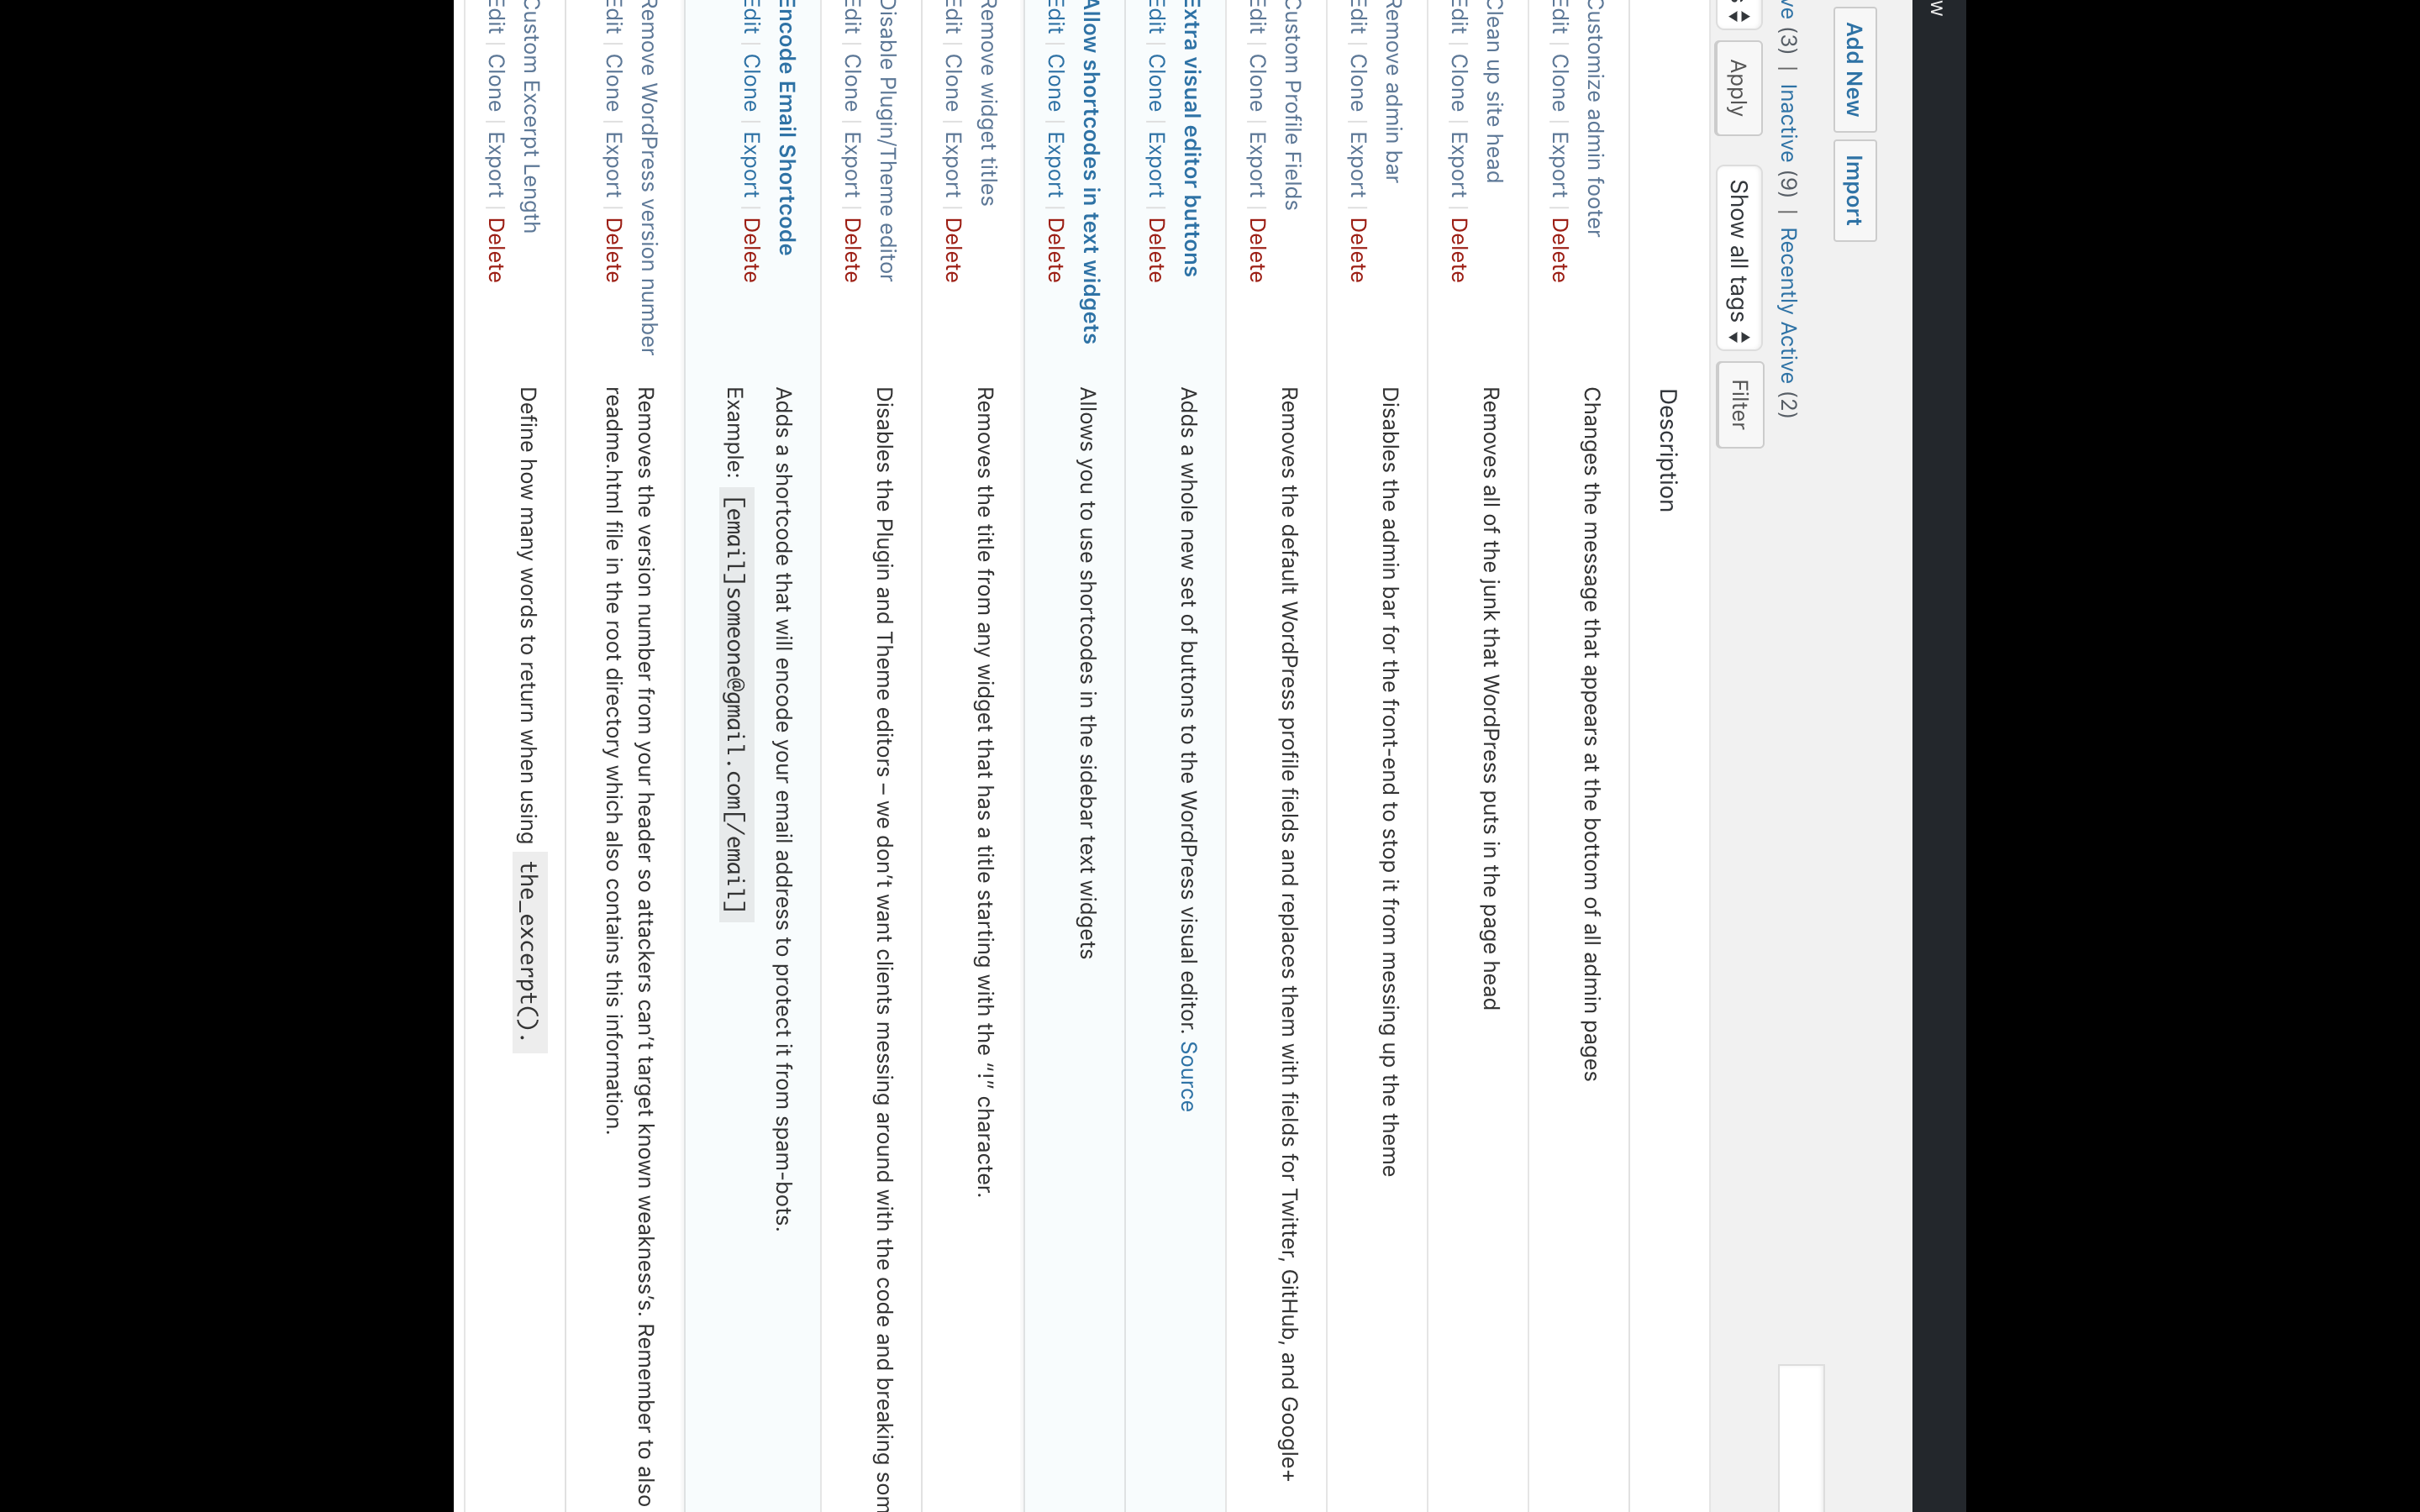 w
Add New Import
ve (3) | Inactive (9) | Recently Active (2)
s Apply Show all tags Filter
Description
Customize admin footer Changes the message that appears at the bottom of all admin pages
Edit | Clone | Export | Delete
Clean up site head Removes all of the junk that WordPress puts in the page head
Edit | Clone | Export | Delete
Remove admin bar Disables the admin bar for the front-end to stop it from messing up the theme
Edit | Clone | Export | Delete
Custom Profile Fields Removes the default WordPress profile fields and replaces them with fields for Twitter, GitHub, and Google+
Edit | Clone | Export | Delete
Extra visual editor buttons Adds a whole new set of buttons to the WordPress visual editor. Source
Edit | Clone | Export | Delete
Allow shortcodes in text widgets Allows you to use shortcodes in the sidebar text widgets
Edit | Clone | Export | Delete
Remove widget titles Removes the title from any widget that has a title starting with the “!” character.
Edit | Clone | Export | Delete
Disable Plugin/Theme editor Disables the Plugin and Theme editors – we don’t want clients messing around with the code and breaking som
Edit | Clone | Export | Delete
Encode Email Shortcode Adds a shortcode that will encode your email address to protect it from spam-bots.
Edit | Clone | Export | Delete Example: [email]someone@gmail.com[/email]
Remove WordPress version number Removes the version number from your header so attackers can’t target known weakness’s. Remember to also
Edit | Clone | Export | Delete readme.html file in the root directory which also contains this information.
Custom Excerpt Length Define how many words to return when using the_excerpt().
Edit | Clone | Export | Delete